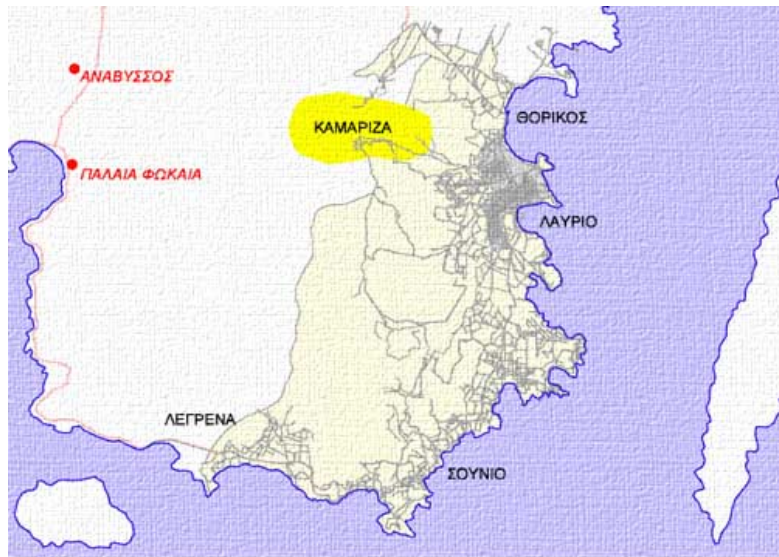 ΑΝΑΒΥΣΣΟΣ
ΘΟΡΙΚΟΣ
ΚΑΜΑΡΙΖΑ
ΠΑΛΑΙΑ ΦΩΚΑΙΑ
ΛΑΥΡΙΟ
ΛΕΓΡΕΝΑ
ΣΟΥΝΙΟ